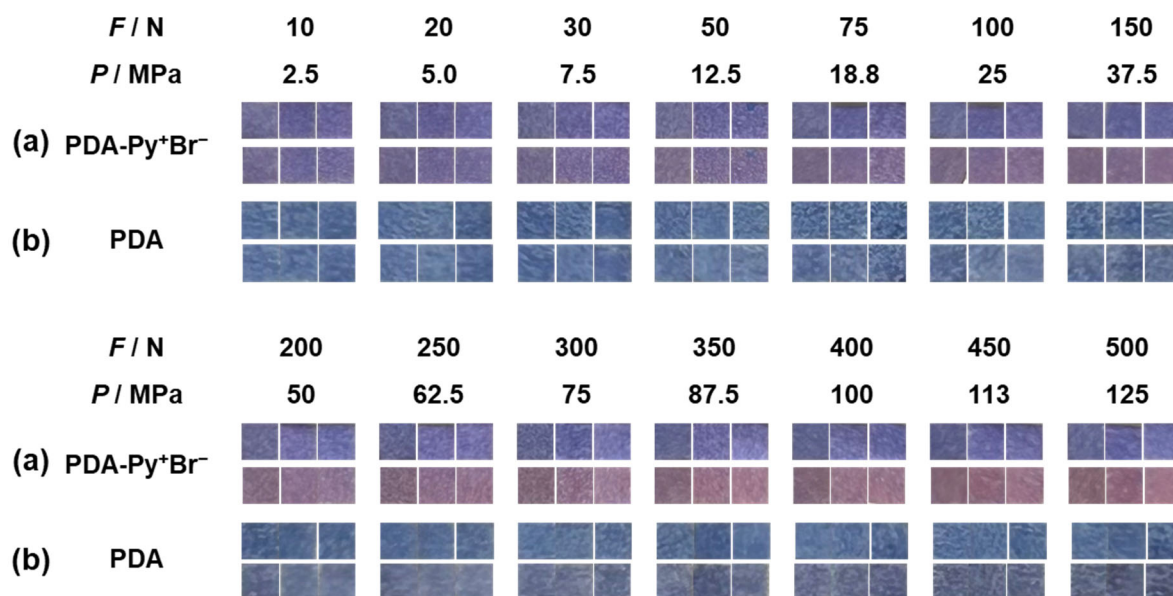 F / N 10 20 30 50 75 100 150
P / MPa 2.5 5.0 7.5 12.5 18.8 25 37.5
(a) PDA-Py⁺Br⁻
(b) PDA
F / N 200 250 300 350 400 450 500
P / MPa 50 62.5 75 87.5 100 113 125
(a) PDA-Py⁺Br⁻
(b) PDA